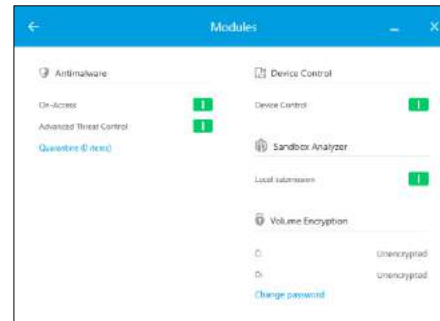 Modules
Antimalware
On-Access
Advanced Threat Control
Quarantine (0 items)
Device Control
Device Control
Sandbox Analyzer
Local submission
Volume Encryption
C:
Unencrypted
D:
Unencrypted
Change password